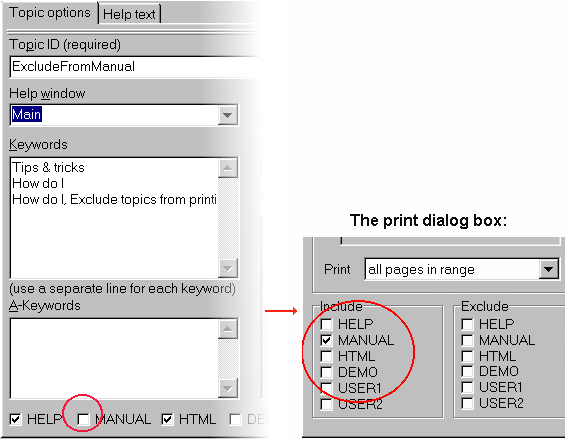 Topic options
Help text
Topic ID (required)
ExcludeFromManual
Help window
Main
Keywords
Tips & tricks
How do I
How do I, Exclude topics from printi
(use a separate line for each keyword)
A-Keywords
HELP MANUAL HTML DE
The print dialog box:
Print all pages in range
Include
HELP
MANUAL
HTML
DEMO
USER1
USER2
Exclude
HELP
MANUAL
HTML
DEMO
USER1
USER2